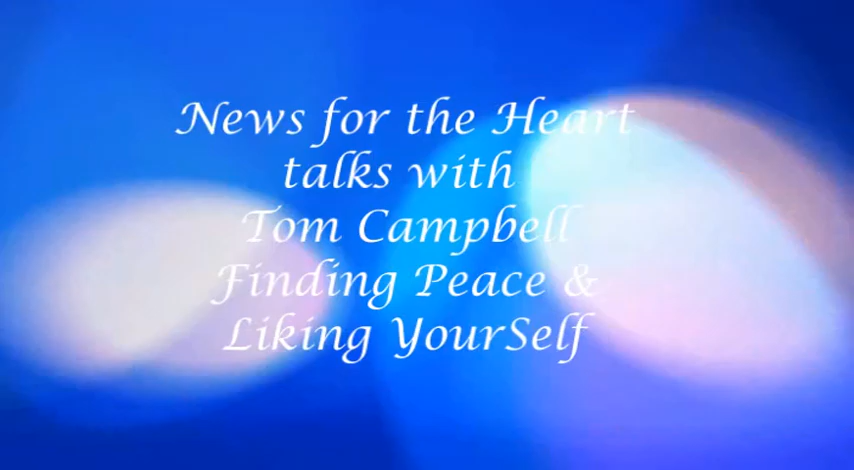 News for the Heart
talks with
Tom Campbell
Finding Peace &
Liking YourSelf